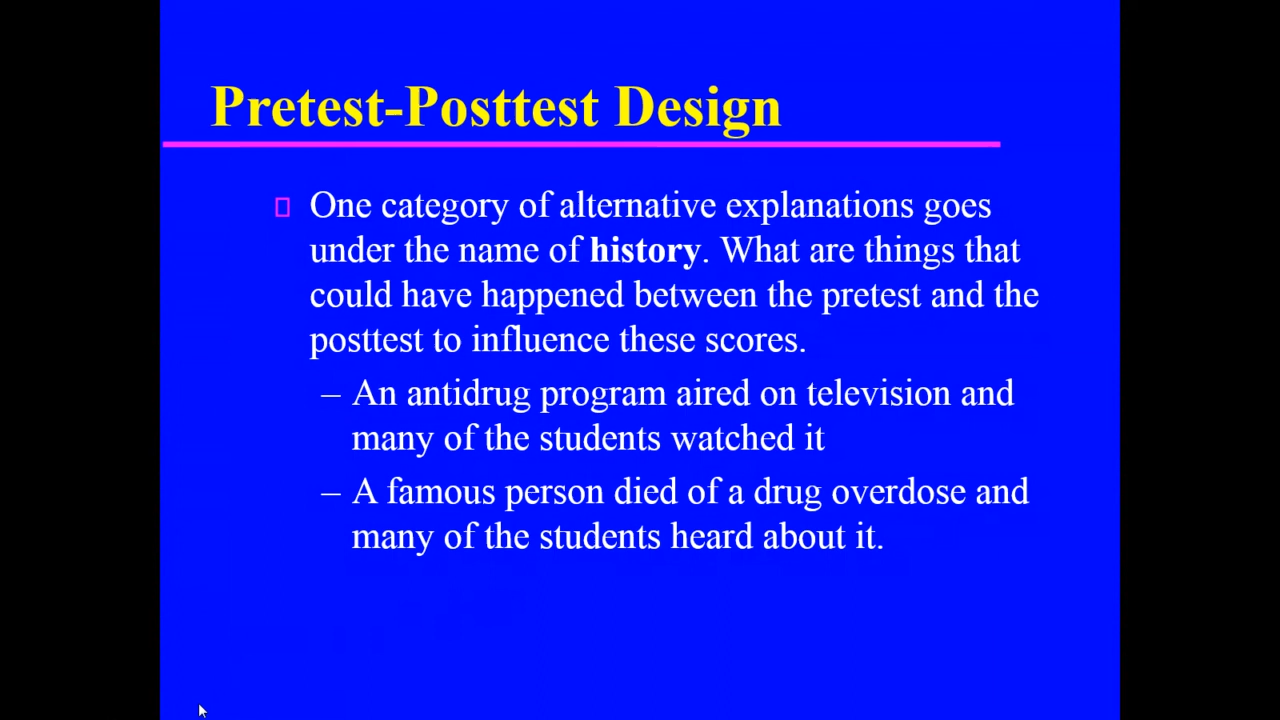 Pretest-Posttest Design
One category of alternative explanations goes
under the name of history. What are things that
could have happened between the pretest and the
posttest to influence these scores.
– An antidrug program aired on television and
many of the students watched it
– A famous person died of a drug overdose and
many of the students heard about it.